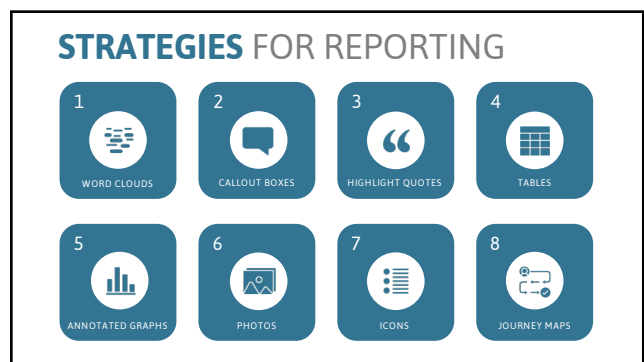 STRATEGIES FOR REPORTING
1
WORD CLOUDS
2
CALLOUT BOXES
3
HIGHLIGHT QUOTES
4
TABLES
5
ANNOTATED GRAPHS
6
PHOTOS
7
ICONS
8
JOURNEY MAPS